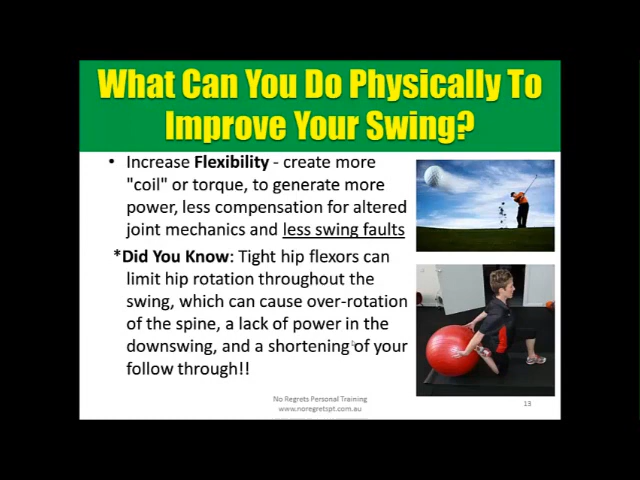 What Can You Do Physically To
Improve Your Swing?
• Increase Flexibility - create more
"coil" or torque, to generate more
power, less compensation for altered
joint mechanics and less swing faults
*Did You Know: Tight hip flexors can
limit hip rotation throughout the
swing, which can cause over-rotation
of the spine, a lack of power in the
downswing, and a shortening of your
follow through!!
No Regrets Personal Training
www.noregretspt.com.au
13